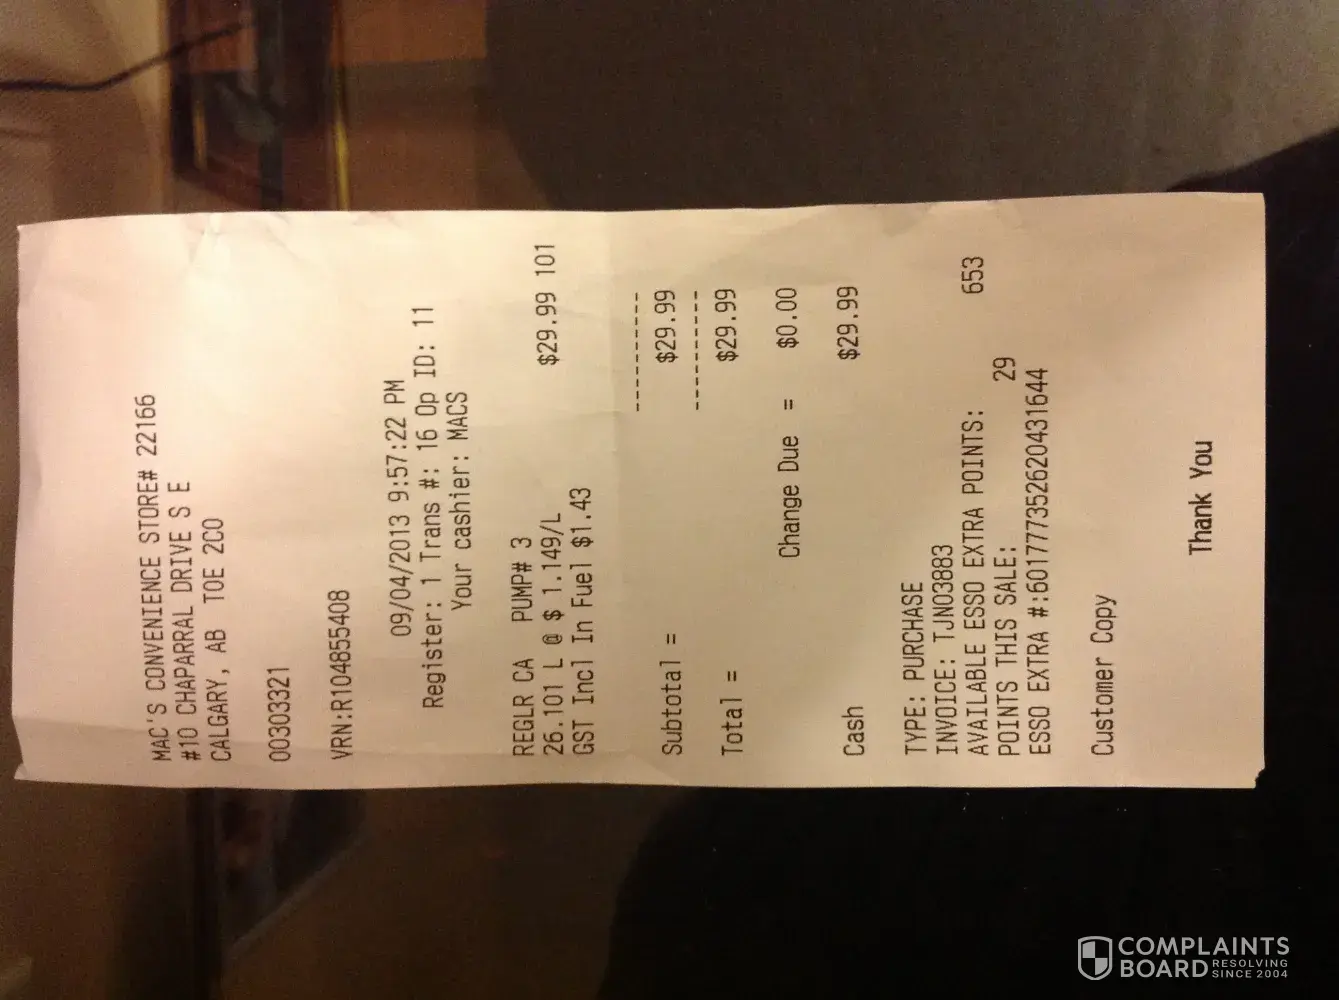 MAC'S CONVENIENCE STORE# 22166
#10 CHAPARRAL DRIVE S E
CALGARY, AB T0E 2C0
00303321
VRN:R104855408
09/04/2013 9:57:22 PM
Register: 1 Trans #: 16 Op ID: 11
Your cashier: MACS
REGLR CA PUMP# 3
26.101 L @ $ 1.149/L $29.99 101
GST Incl In Fuel $1.43
----------
Subtotal = $29.99
----------
Total = $29.99
Change Due = $0.00
Cash $29.99
TYPE: PURCHASE
INVOICE: TJN03883
AVAILABLE ESSO EXTRA POINTS: 653
POINTS THIS SALE: 29
ESSO EXTRA #:601777352620431644
Customer Copy
Thank You
COMPLAINTS
BOARD RESOLVING
SINCE 2004